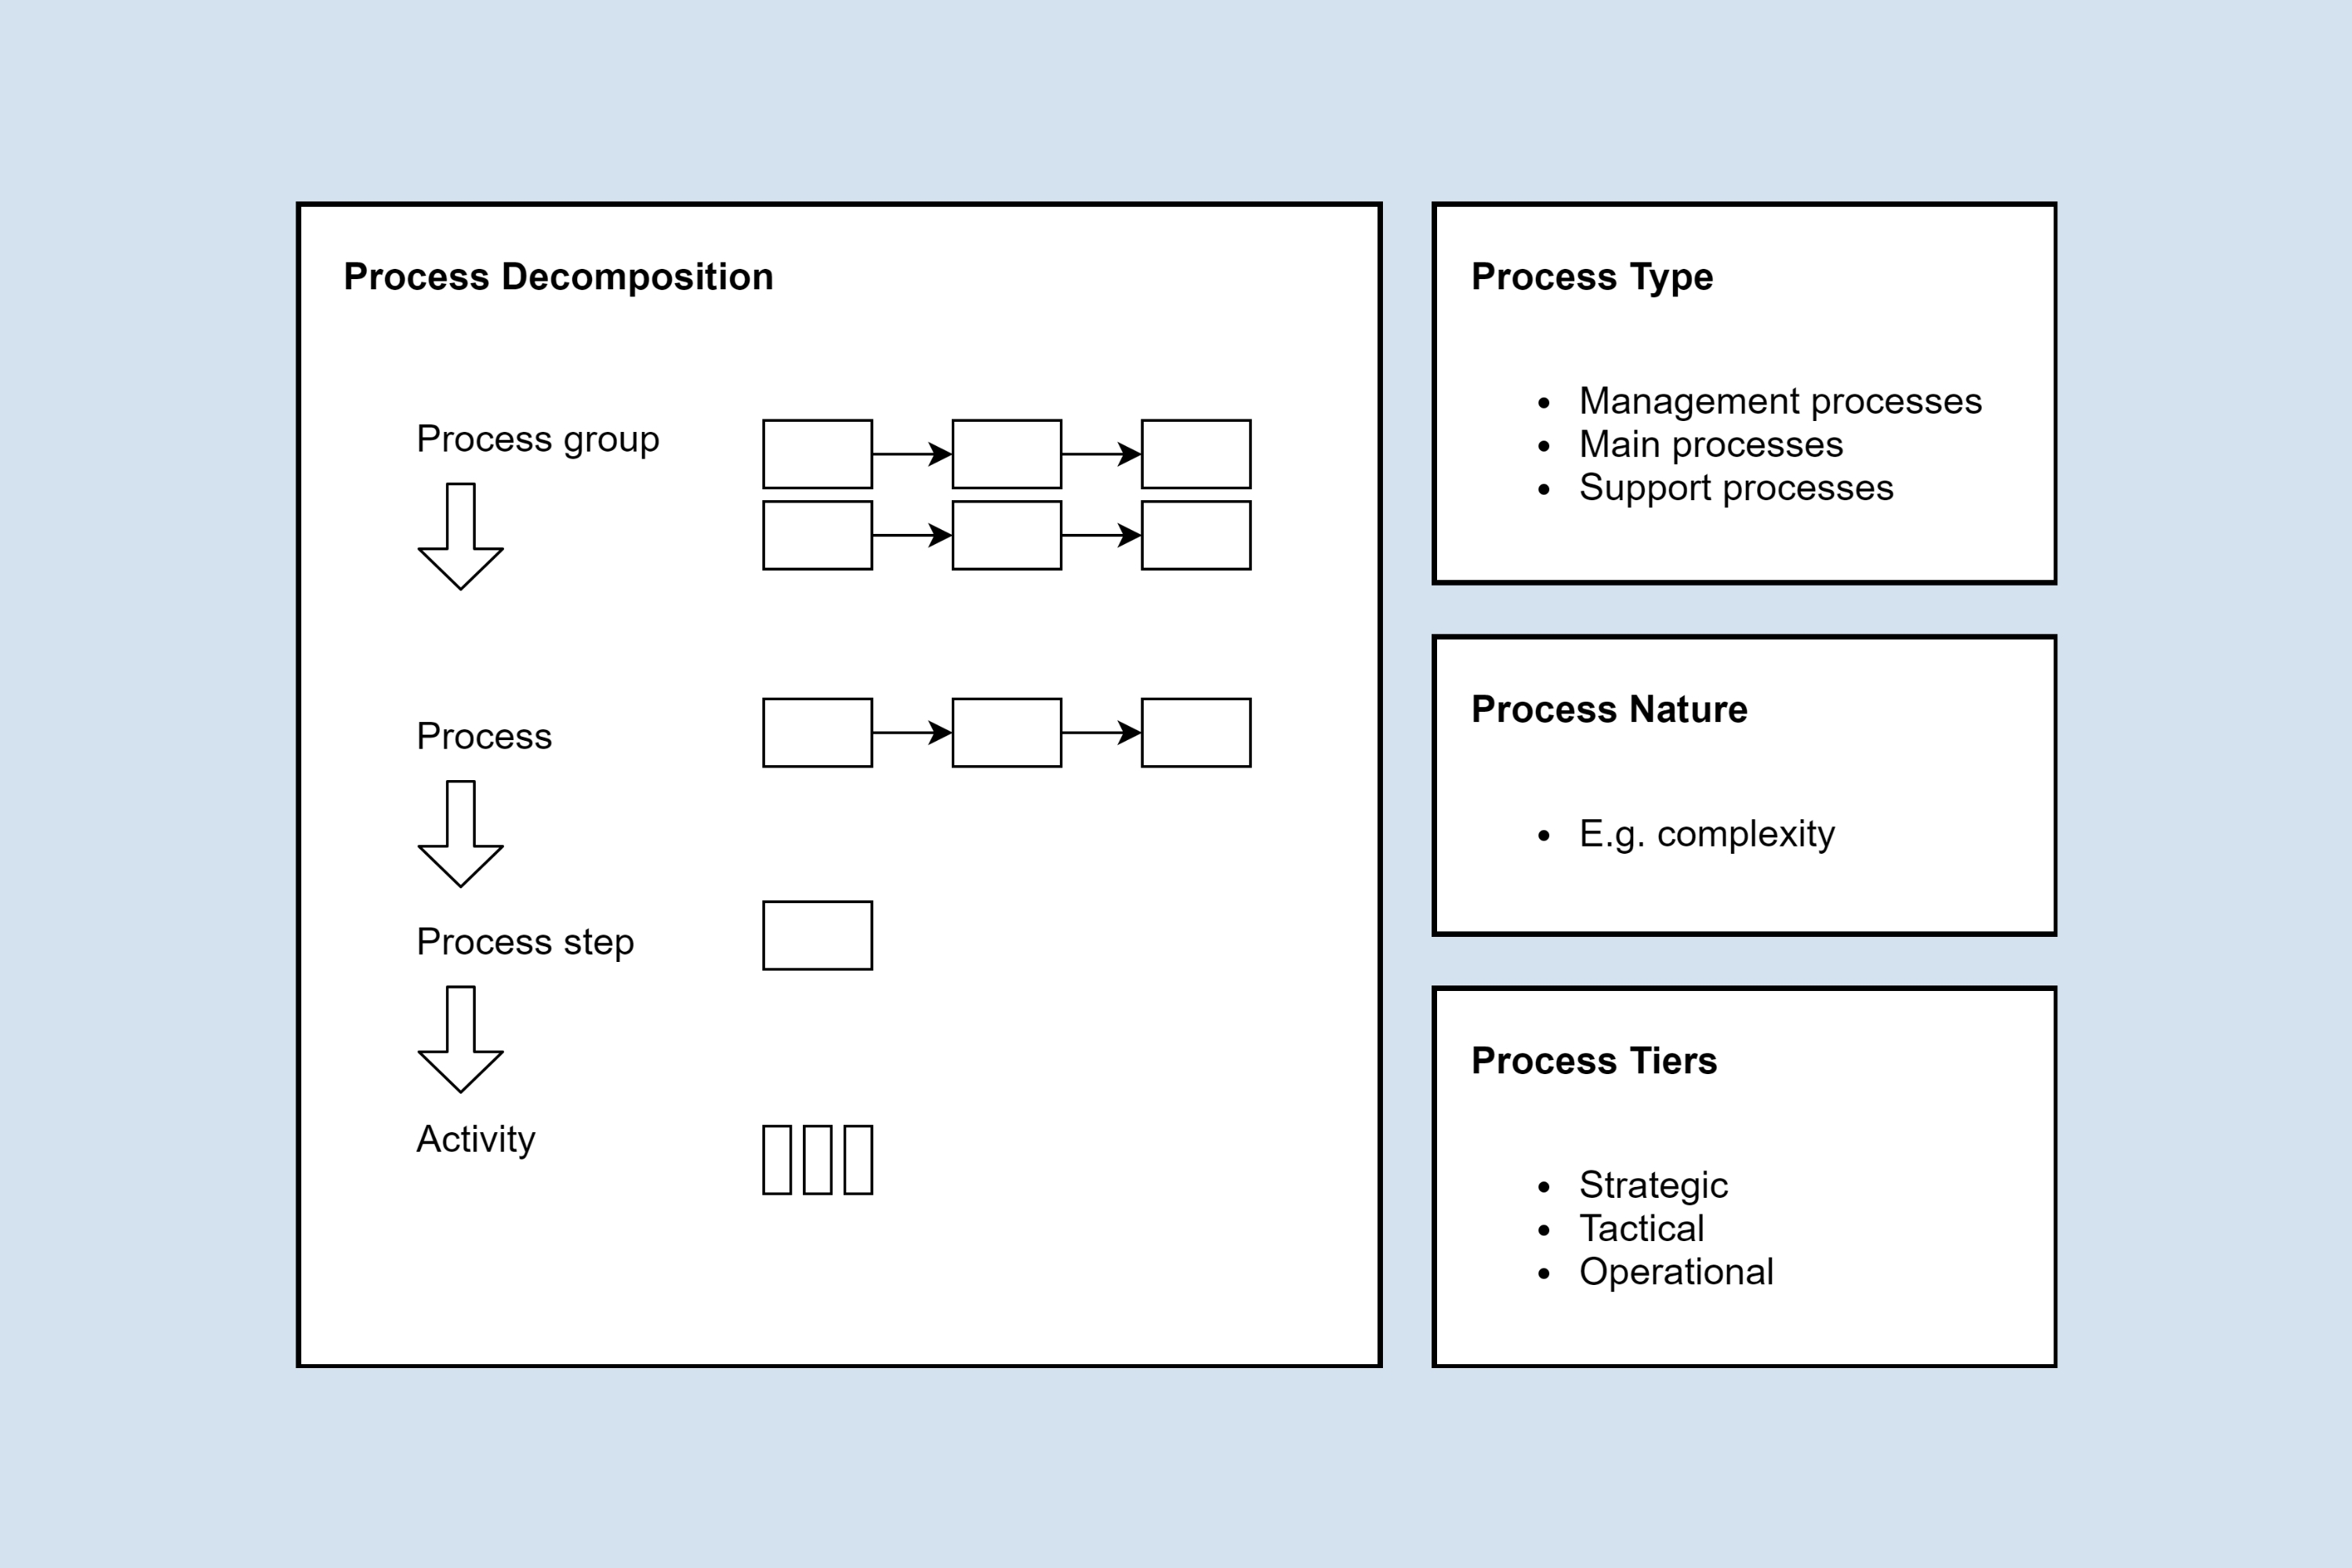 Process Decomposition
Process group
Process
Process step
Activity
Process Type
• Management processes
• Main processes
• Support processes
Process Nature
• E.g. complexity
Process Tiers
• Strategic
• Tactical
• Operational